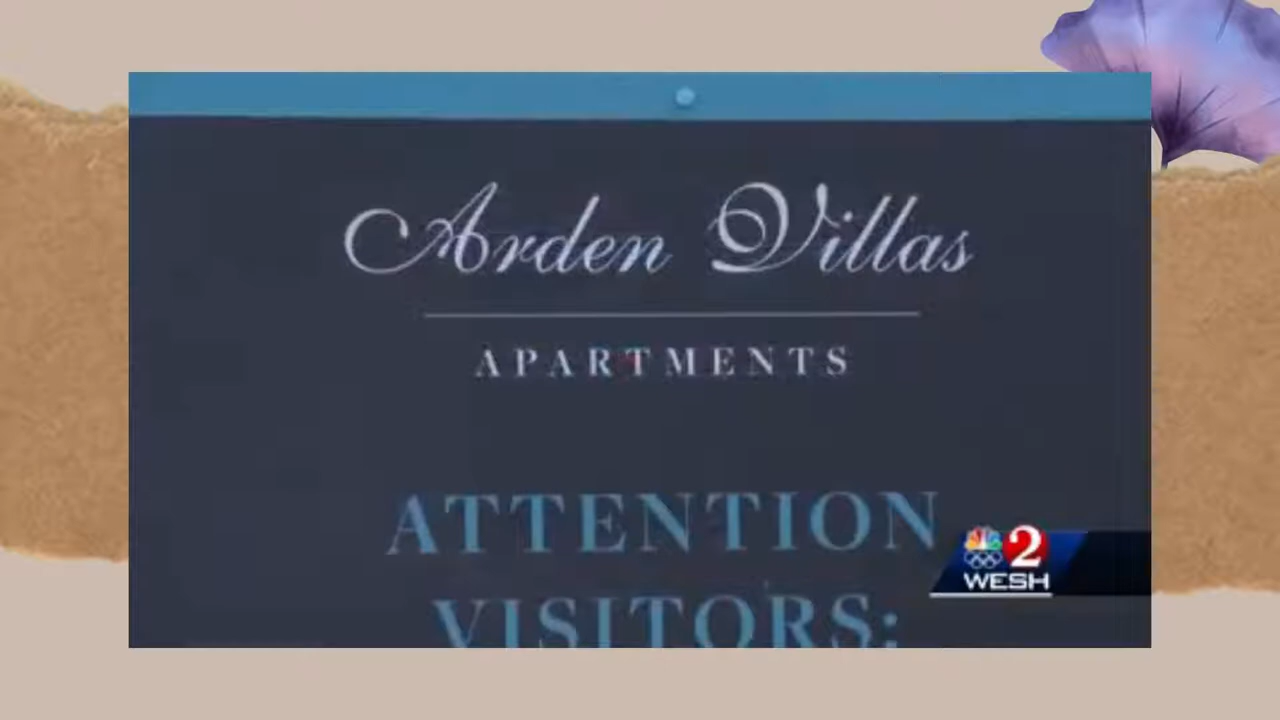 Arden Villas
APARTMENTS
ATTENTION
VISITORS:
2
WESH